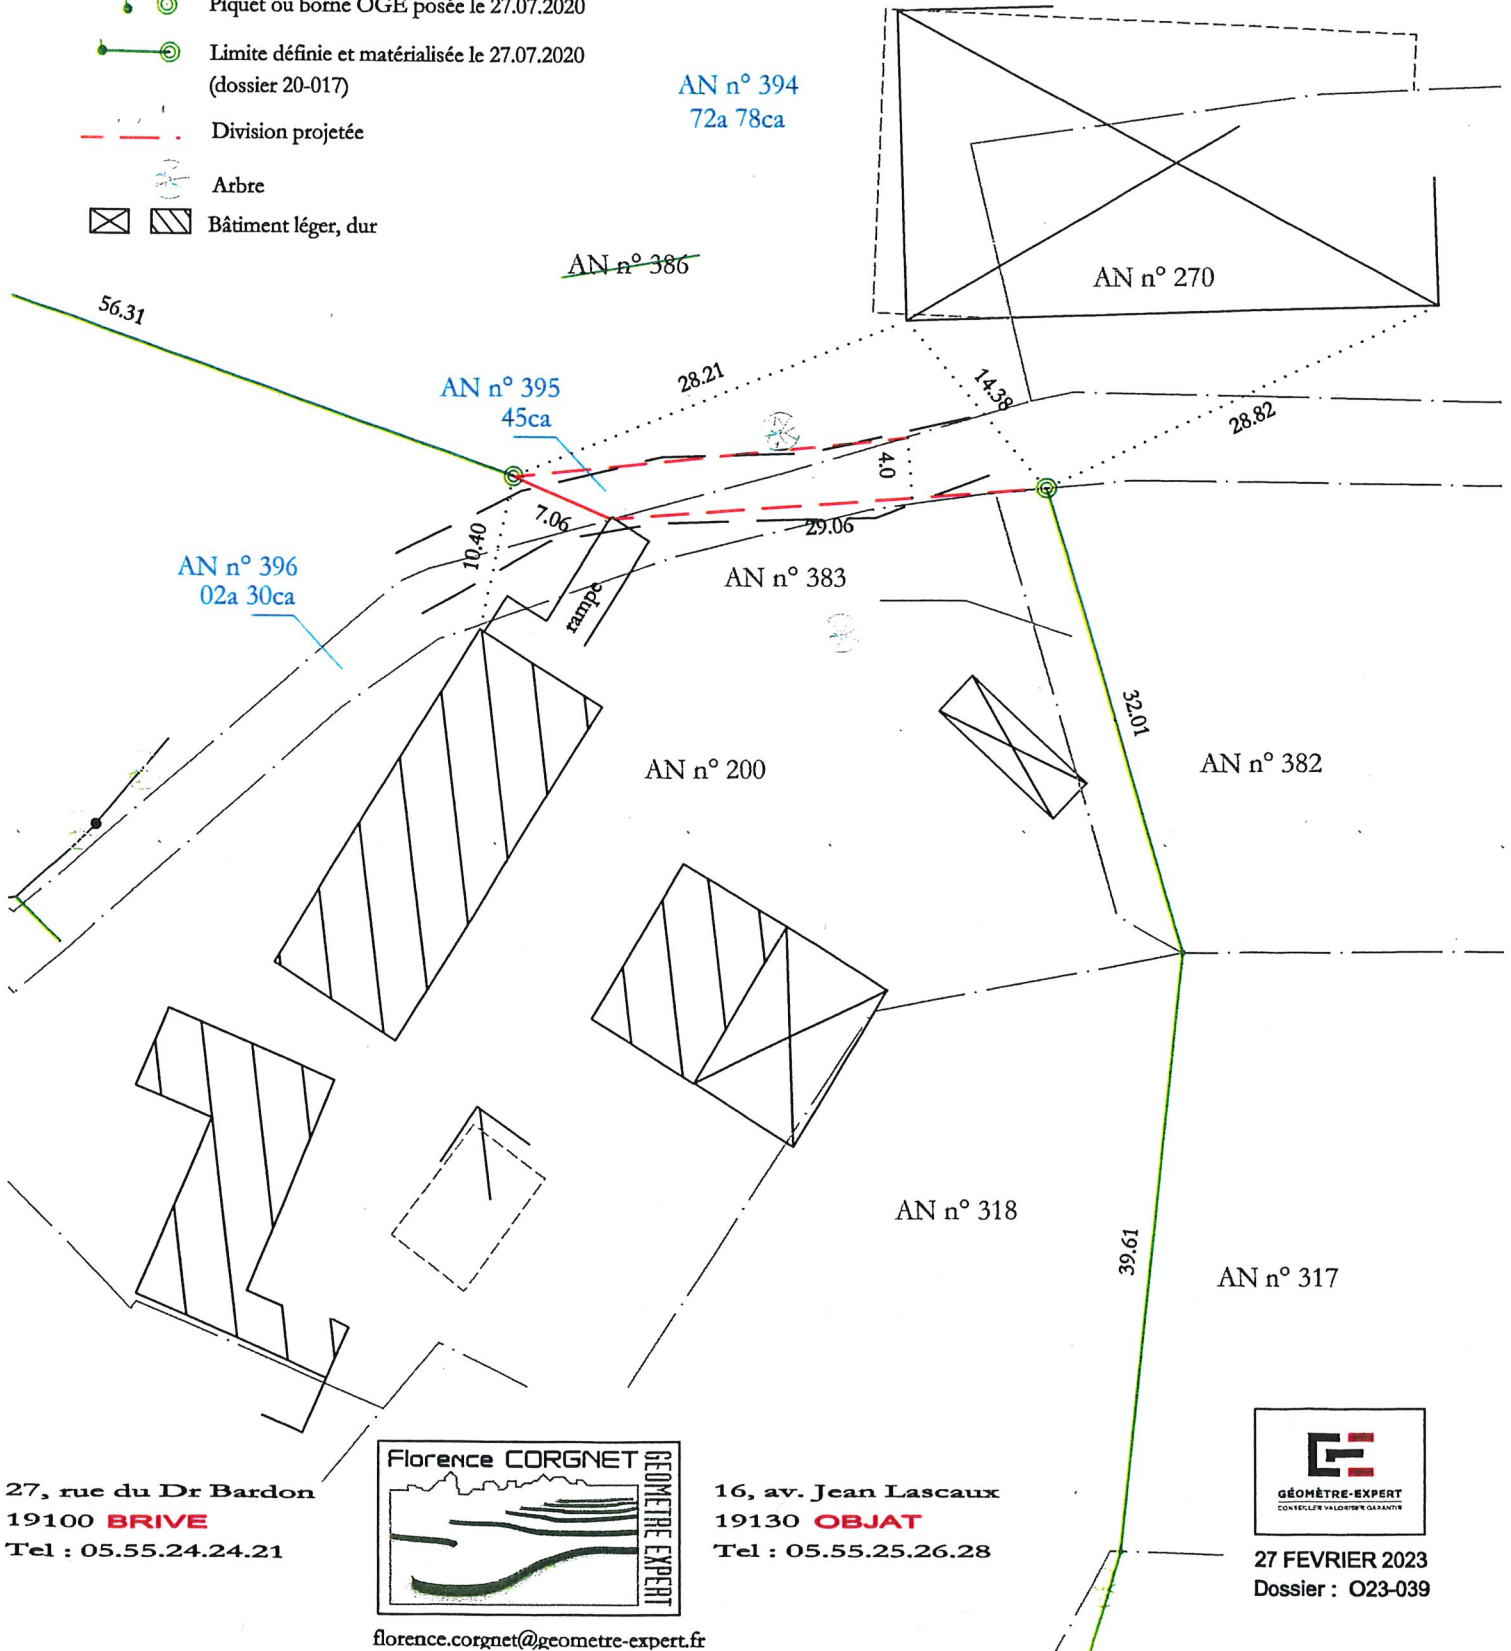 Piquet ou borne OGE posée le 27.07.2020
Limite définie et matérialisée le 27.07.2020
(dossier 20-017)
Division projetée
Arbre
Bâtiment léger, dur
AN n° 394
72a 78ca
AN n° 386
AN n° 270
56.31
28.21
14.38
28.82
AN n° 395
45ca
4.0
7.06
10.40
29.06
AN n° 396
02a 30ca
AN n° 383
rampe
32.01
AN n° 200
AN n° 382
AN n° 318
39.61
AN n° 317
27, rue du Dr Bardon
19100 BRIVE
Tel : 05.55.24.24.21
Florence CORGNET
GEOMETRE EXPERT
florence.corgnet@geometre-expert.fr
16, av. Jean Lascaux
19130 OBJAT
Tel : 05.55.25.26.28
GÉOMÈTRE-EXPERT
CONSEILLER VALORISER GARANTIR
27 FEVRIER 2023
Dossier : O23-039